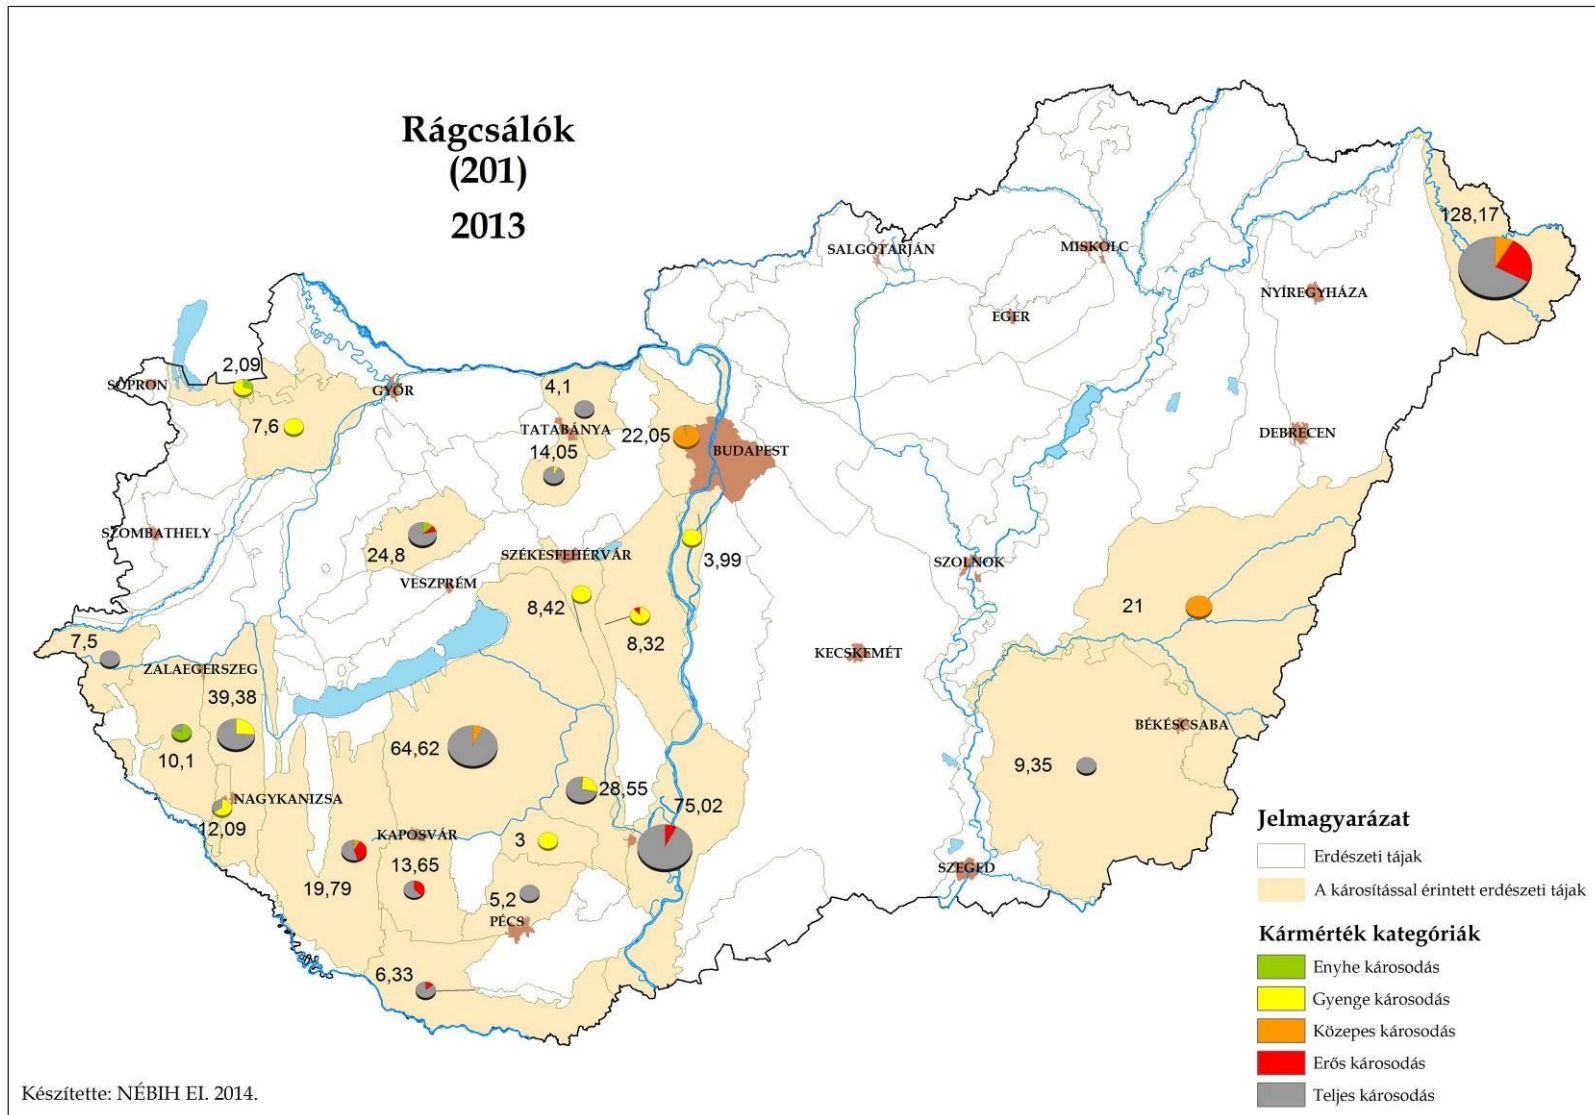 Rágcsálók
(201)
2013
128,17
SALGÓTARJÁN
MISKOLC
NYÍREGYHÁZA
EGER
2,09
SOPRON
GYŐR
4,1
7,6
TATABÁNYA
22,05
DEBRECEN
14,05
BUDAPEST
SZOMBATHELY
24,8
SZÉKESFEHÉRVÁR
3,99
SZOLNOK
VESZPRÉM
8,42
21
8,32
7,5
KECSKEMÉT
ZALAEGERSZEG
39,38
BÉKÉSCSABA
64,62
10,1
9,35
28,55
NAGYKANIZSA
75,02
12,09
KAPOSVÁR
3
13,65
SZEGED
19,79
5,2
PÉCS
6,33
Jelmagyarázat
Erdészeti tájak
A károsítással érintett erdészeti tájak
Kármérték kategóriák
Enyhe károsodás
Gyenge károsodás
Közepes károsodás
Erős károsodás
Teljes károsodás
Készítette: NÉBIH EI. 2014.